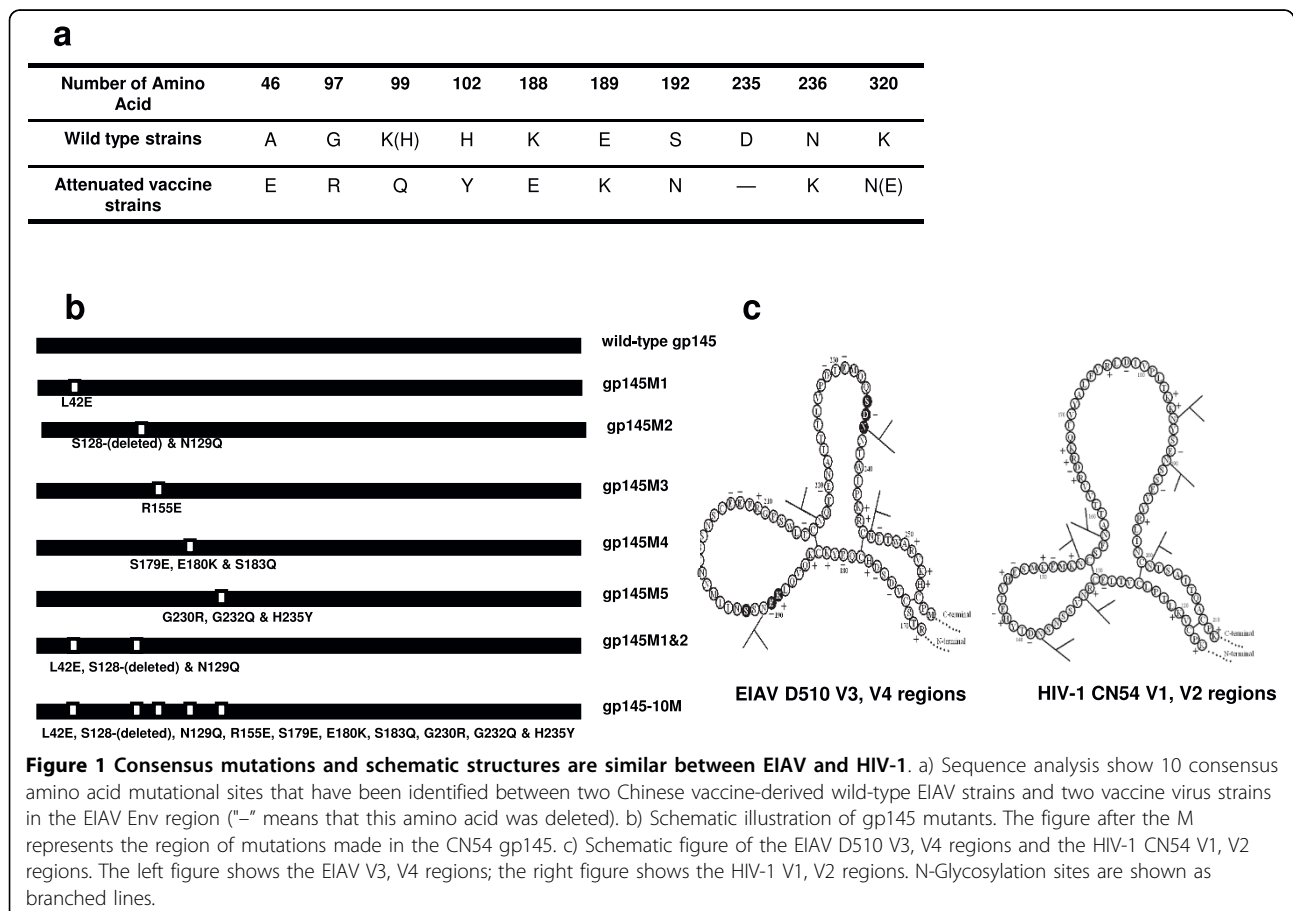 a
Number of Amino Acid 46 97 99 102 188 189 192 235 236 320
Wild type strains A G K(H) H K E S D N K
Attenuated vaccine strains E R Q Y E K N — K N(E)
b
wild-type gp145
gp145M1
L42E
gp145M2
S128-(deleted) & N129Q
gp145M3
R155E
gp145M4
S179E, E180K & S183Q
gp145M5
G230R, G232Q & H235Y
gp145M1&2
L42E, S128-(deleted) & N129Q
gp145-10M
L42E, S128-(deleted), N129Q, R155E, S179E, E180K, S183Q, G230R, G232Q & H235Y
c
C-terminal
N-terminal
EIAV D510 V3, V4 regions
C-terminal
N-terminal
HIV-1 CN54 V1, V2 regions
Figure 1 Consensus mutations and schematic structures are similar between EIAV and HIV-1. a) Sequence analysis show 10 consensus
amino acid mutational sites that have been identified between two Chinese vaccine-derived wild-type EIAV strains and two vaccine virus strains
in the EIAV Env region ("–" means that this amino acid was deleted). b) Schematic illustration of gp145 mutants. The figure after the M
represents the region of mutations made in the CN54 gp145. c) Schematic figure of the EIAV D510 V3, V4 regions and the HIV-1 CN54 V1, V2
regions. The left figure shows the EIAV V3, V4 regions; the right figure shows the HIV-1 V1, V2 regions. N-Glycosylation sites are shown as
branched lines.